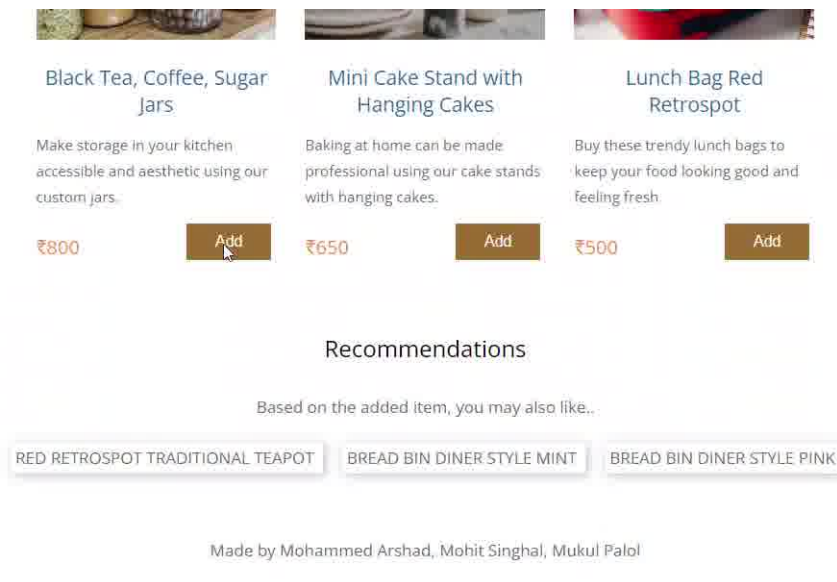 Black Tea, Coffee, Sugar
Jars
Make storage in your kitchen
accessible and aesthetic using our
custom jars.
₹800
Add
Mini Cake Stand with
Hanging Cakes
Baking at home can be made
professional using our cake stands
with hanging cakes.
₹650
Add
Lunch Bag Red
Retrospot
Buy these trendy lunch bags to
keep your food looking good and
feeling fresh
₹500
Add
Recommendations
Based on the added item, you may also like..
RED RETROSPOT TRADITIONAL TEAPOT
BREAD BIN DINER STYLE MINT
BREAD BIN DINER STYLE PINK
Made by Mohammed Arshad, Mohit Singhal, Mukul Palol